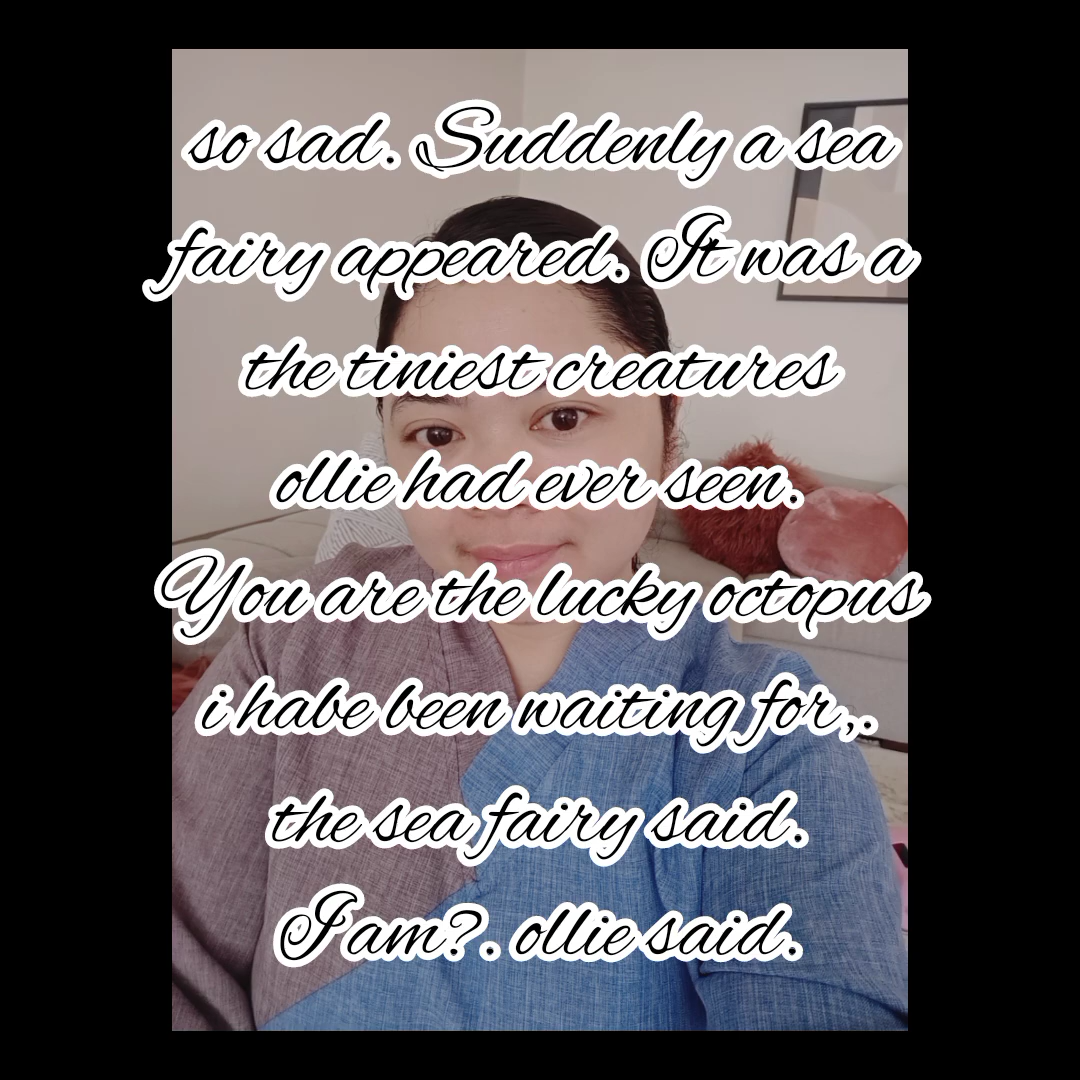 so sad. Suddenly a sea
fairy appeared. It was a
the tiniest creatures
ollie had ever seen.
You are the lucky octopus
i habe been waiting for,.
the sea fairy said.
I am?. ollie said.